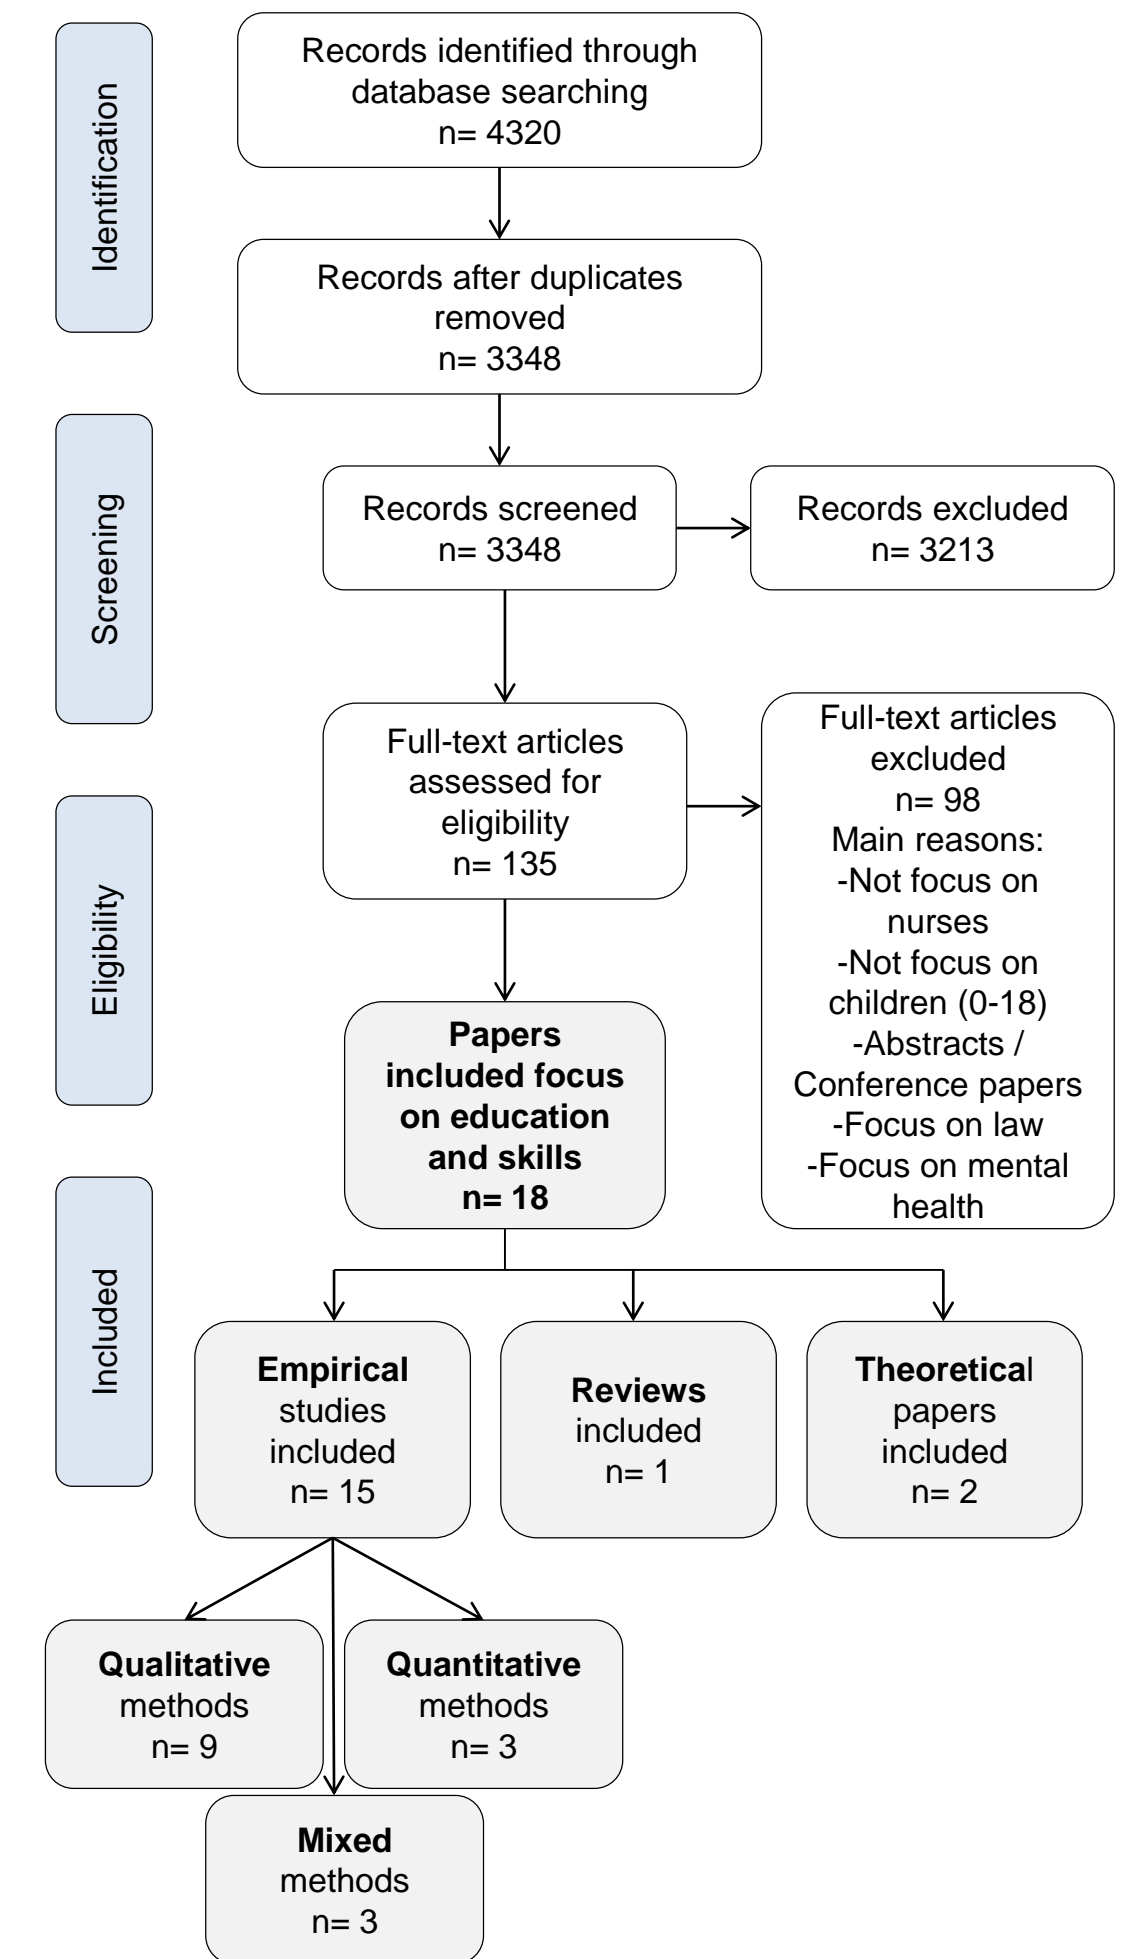 Identification
Records identified through
database searching
n= 4320
Records after duplicates
removed
n= 3348
Screening
Records screened
n= 3348
Records excluded
n= 3213
Eligibility
Full-text articles
assessed for
eligibility
n= 135
Full-text articles
excluded
n= 98
Main reasons:
-Not focus on
nurses
-Not focus on
children (0-18)
-Abstracts /
Conference papers
-Focus on law
-Focus on mental
health
Papers
included focus
on education
and skills
n= 18
Included
Empirical
studies
included
n= 15
Reviews
included
n= 1
Theoretical
papers
included
n= 2
Qualitative
methods
n= 9
Quantitative
methods
n= 3
Mixed
methods
n= 3